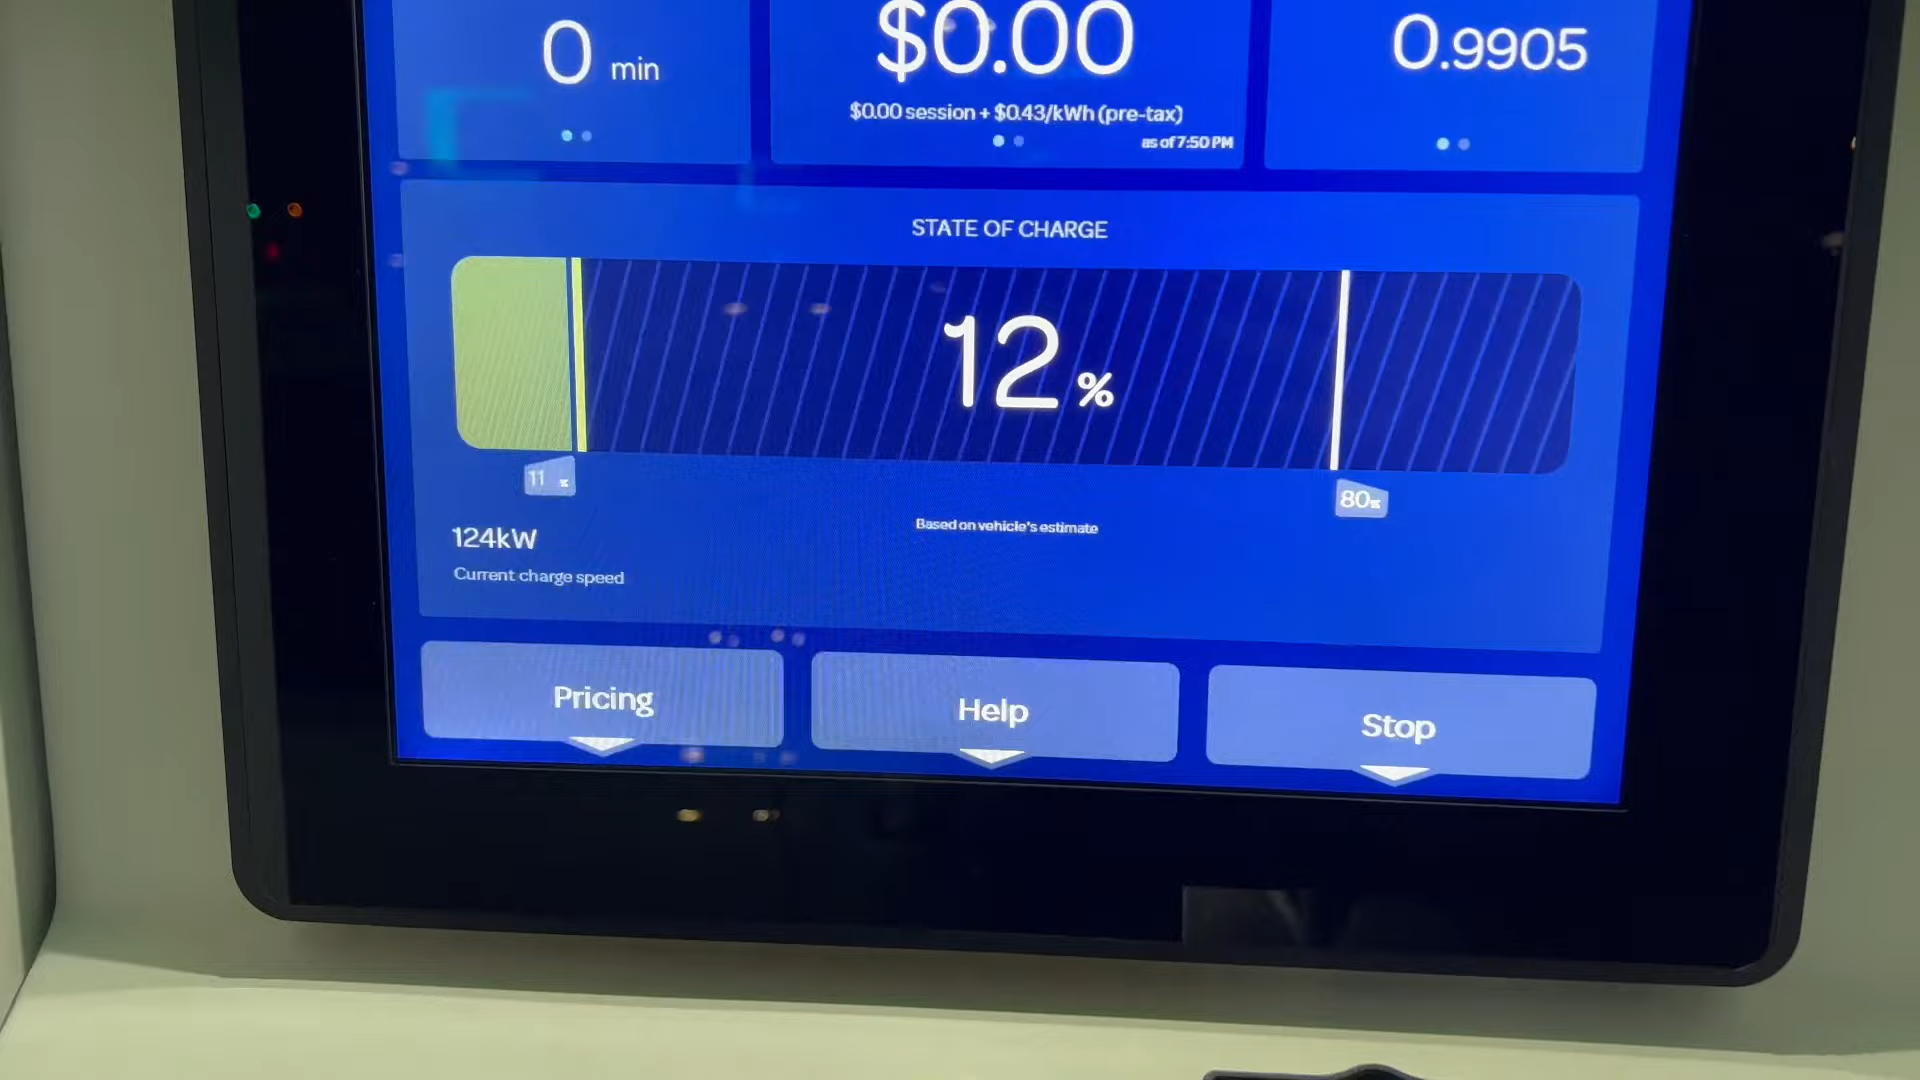 0 min
$0.00
0.9905
$0.00 session + $0.43/kWh (pre-tax)
as of 7:50 PM
STATE OF CHARGE
12 %
11 %
80%
Based on vehicle's estimate
124kW
Current charge speed
Pricing
Help
Stop